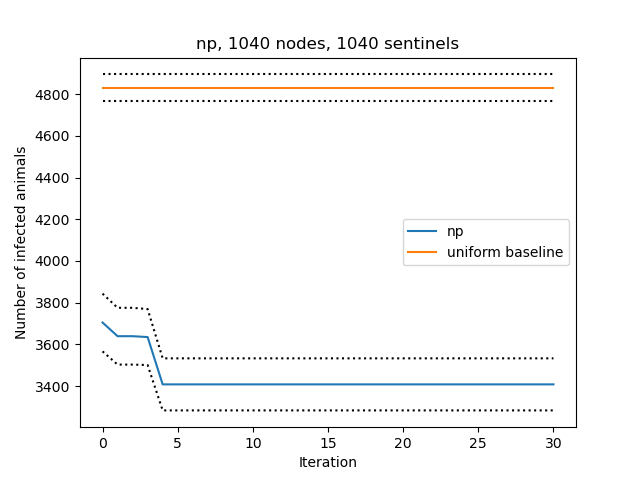 np, 1040 nodes, 1040 sentinels
Number of infected animals
4800
4600
4400
4200
4000
3800
3600
3400
np
uniform baseline
0 5 10 15 20 25 30
Iteration